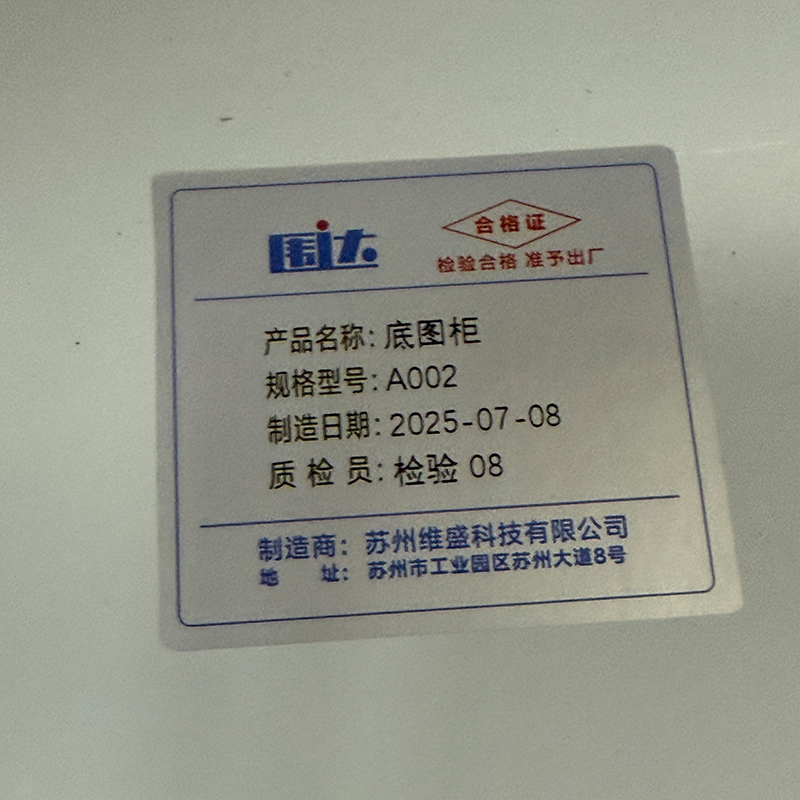 围达
合格证
检验合格 准予出厂
产品名称：底图柜
规格型号：A002
制造日期：2025-07-08
质 检 员：检验 08
制造商：苏州维盛科技有限公司
地 址：苏州市工业园区苏州大道8号